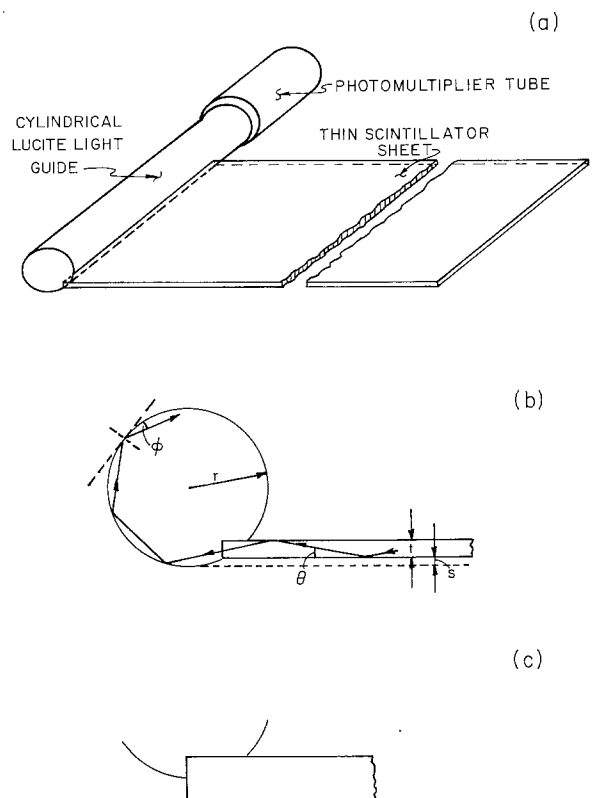 (a)
PHOTOMULTIPLIER TUBE
CYLINDRICAL
LUCITE LIGHT
GUIDE
THIN SCINTILLATOR
SHEET
(b)
ϕ
r
t
θ
s
(c)